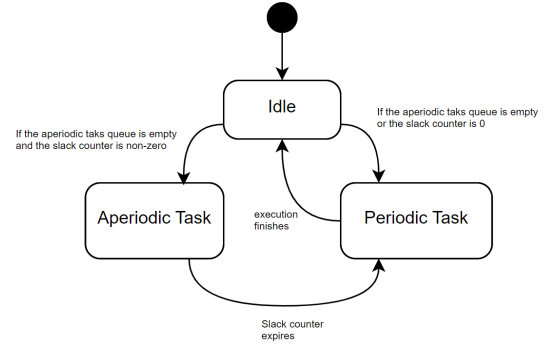 Idle
If the aperiodic taks queue is empty
and the slack counter is non-zero
If the aperiodic taks queue is empty
or the slack counter is 0
Aperiodic Task
execution
finishes
Periodic Task
Slack counter
expires